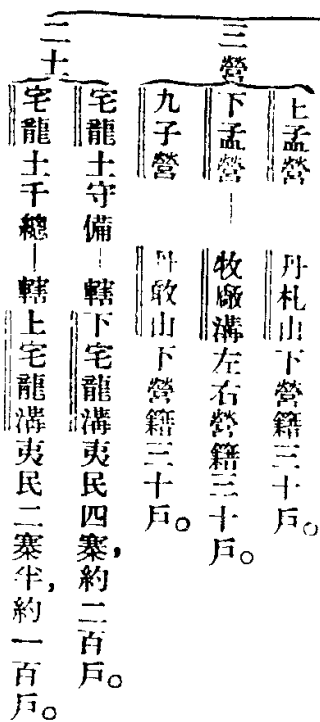 三營
上孟營　丹札山下營籍三十戶。
下孟營—牧廠溝左右營籍三十戶。
九子營　丹敢山下營籍三十戶。
二土
宅龍土守備—轄下宅龍溝夷民四寨，約二百戶。
宅龍土千總—轄上宅龍溝夷民二寨半，約一百戶。